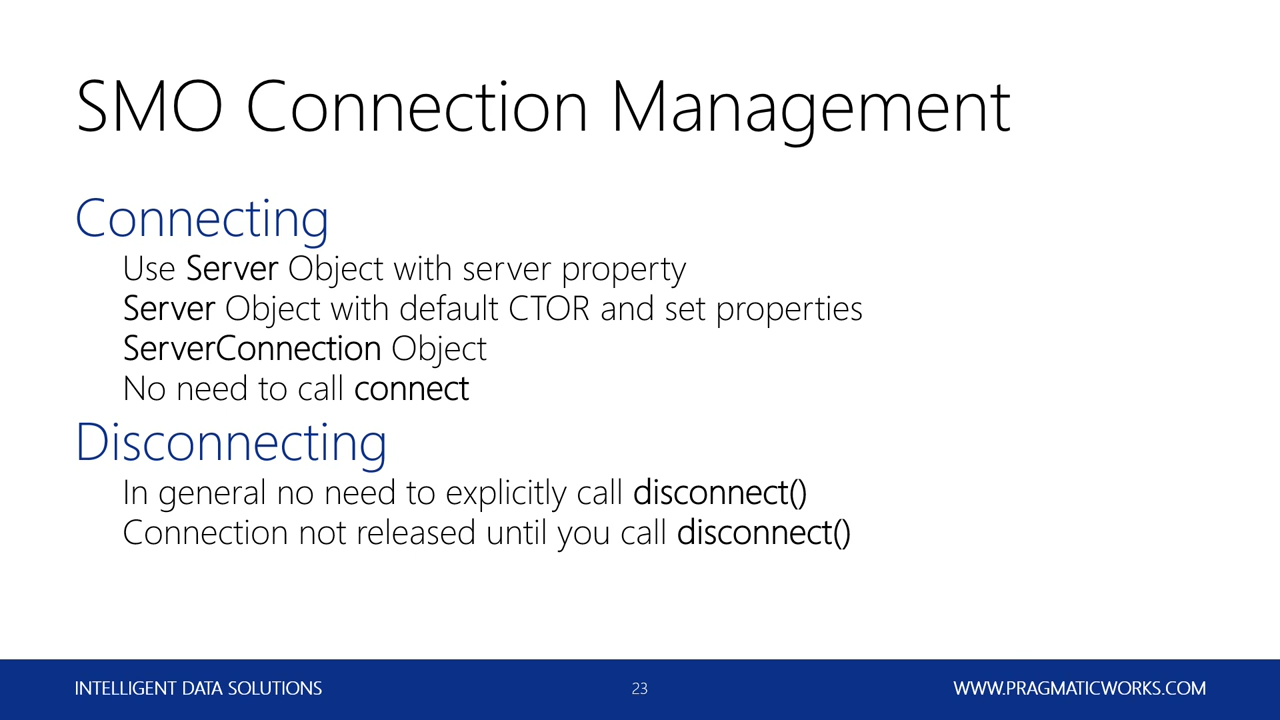 SMO Connection Management
Connecting
Use Server Object with server property
Server Object with default CTOR and set properties
ServerConnection Object
No need to call connect
Disconnecting
In general no need to explicitly call disconnect()
Connection not released until you call disconnect()
INTELLIGENT DATA SOLUTIONS
23
WWW.PRAGMATICWORKS.COM